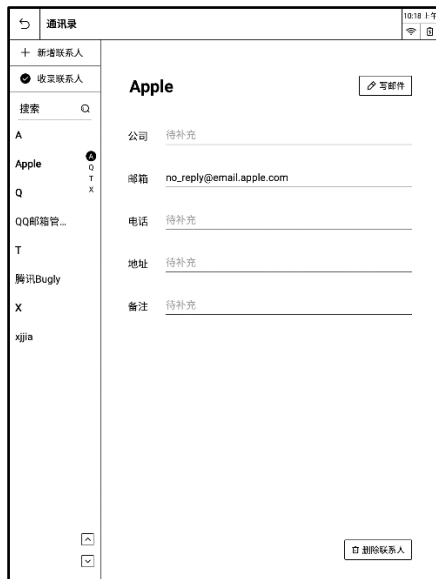 通讯录
10:18 上午
新增联系人
收录联系人
搜索
A
Apple
Q
QQ邮箱管...
T
腾讯Bugly
X
xjjia
A
Q
T
X
Apple
写邮件
公司 待补充
邮箱 no_reply@email.apple.com
电话 待补充
地址 待补充
备注 待补充
删除联系人